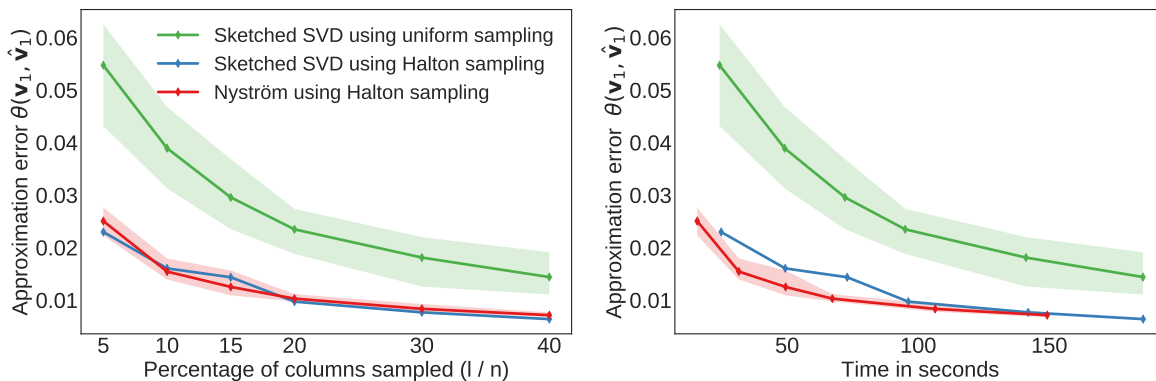 Approximation error θ(v₁, v̂₁)
0.06
0.05
0.04
0.03
0.02
0.01
Sketched SVD using uniform sampling
Sketched SVD using Halton sampling
Nyström using Halton sampling
5 10 15 20 30 40
Percentage of columns sampled (l / n)
Approximation error θ(v₁, v̂₁)
0.06
0.05
0.04
0.03
0.02
0.01
50 100 150
Time in seconds